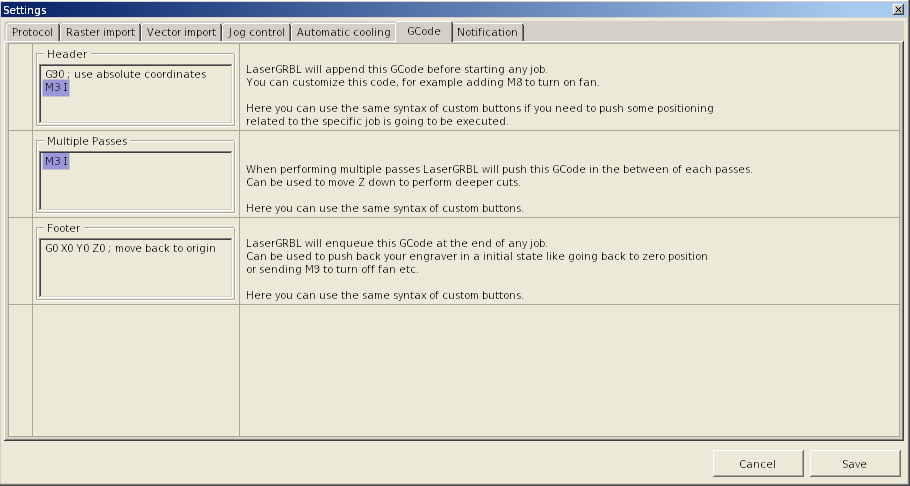 Settings
Protocol
Raster import
Vector import
Jog control
Automatic cooling
GCode
Notification
Header
G90 ; use absolute coordinates
M3 I
LaserGRBL will append this GCode before starting any job.
You can customize this code, for example adding M8 to turn on fan.
Here you can use the same syntax of custom buttons if you need to push some positioning
related to the specific job is going to be executed.
Multiple Passes
M3 I
When performing multiple passes LaserGRBL will push this GCode in the between of each passes.
Can be used to move Z down to perform deeper cuts.
Here you can use the same syntax of custom buttons.
Footer
G0 X0 Y0 Z0 ; move back to origin
LaserGRBL will enqueue this GCode at the end of any job.
Can be used to push back your engraver in a initial state like going back to zero position
or sending M9 to turn off fan etc.
Here you can use the same syntax of custom buttons.
Cancel
Save